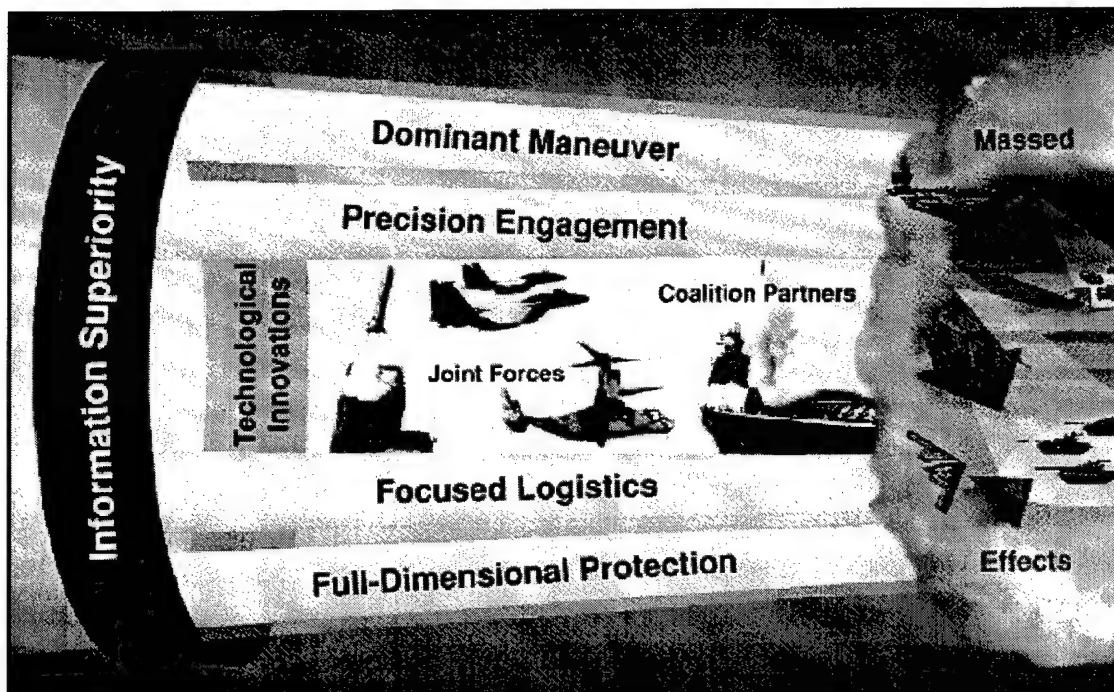 Information Superiority
Dominant Maneuver
Precision Engagement
Technological
Innovations
Joint Forces
Coalition Partners
Focused Logistics
Full-Dimensional Protection
Massed
Effects